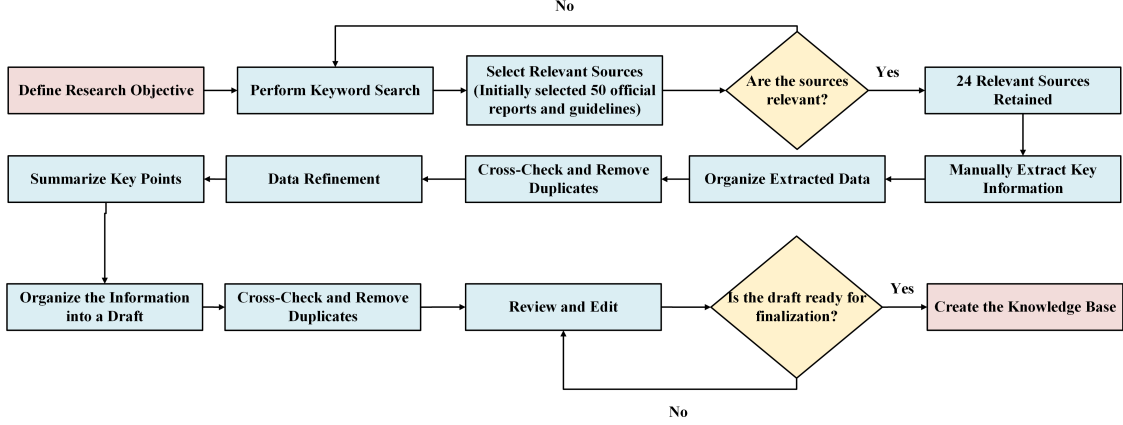 No
Define Research Objective
Perform Keyword Search
Select Relevant Sources
(Initially selected 50 official
reports and guidelines)
Are the sources
relevant?
Yes
24 Relevant Sources
Retained
Summarize Key Points
Data Refinement
Cross-Check and Remove
Duplicates
Organize Extracted Data
Manually Extract Key
Information
Organize the Information
into a Draft
Cross-Check and Remove
Duplicates
Review and Edit
Is the draft ready for
finalization?
Yes
Create the Knowledge Base
No